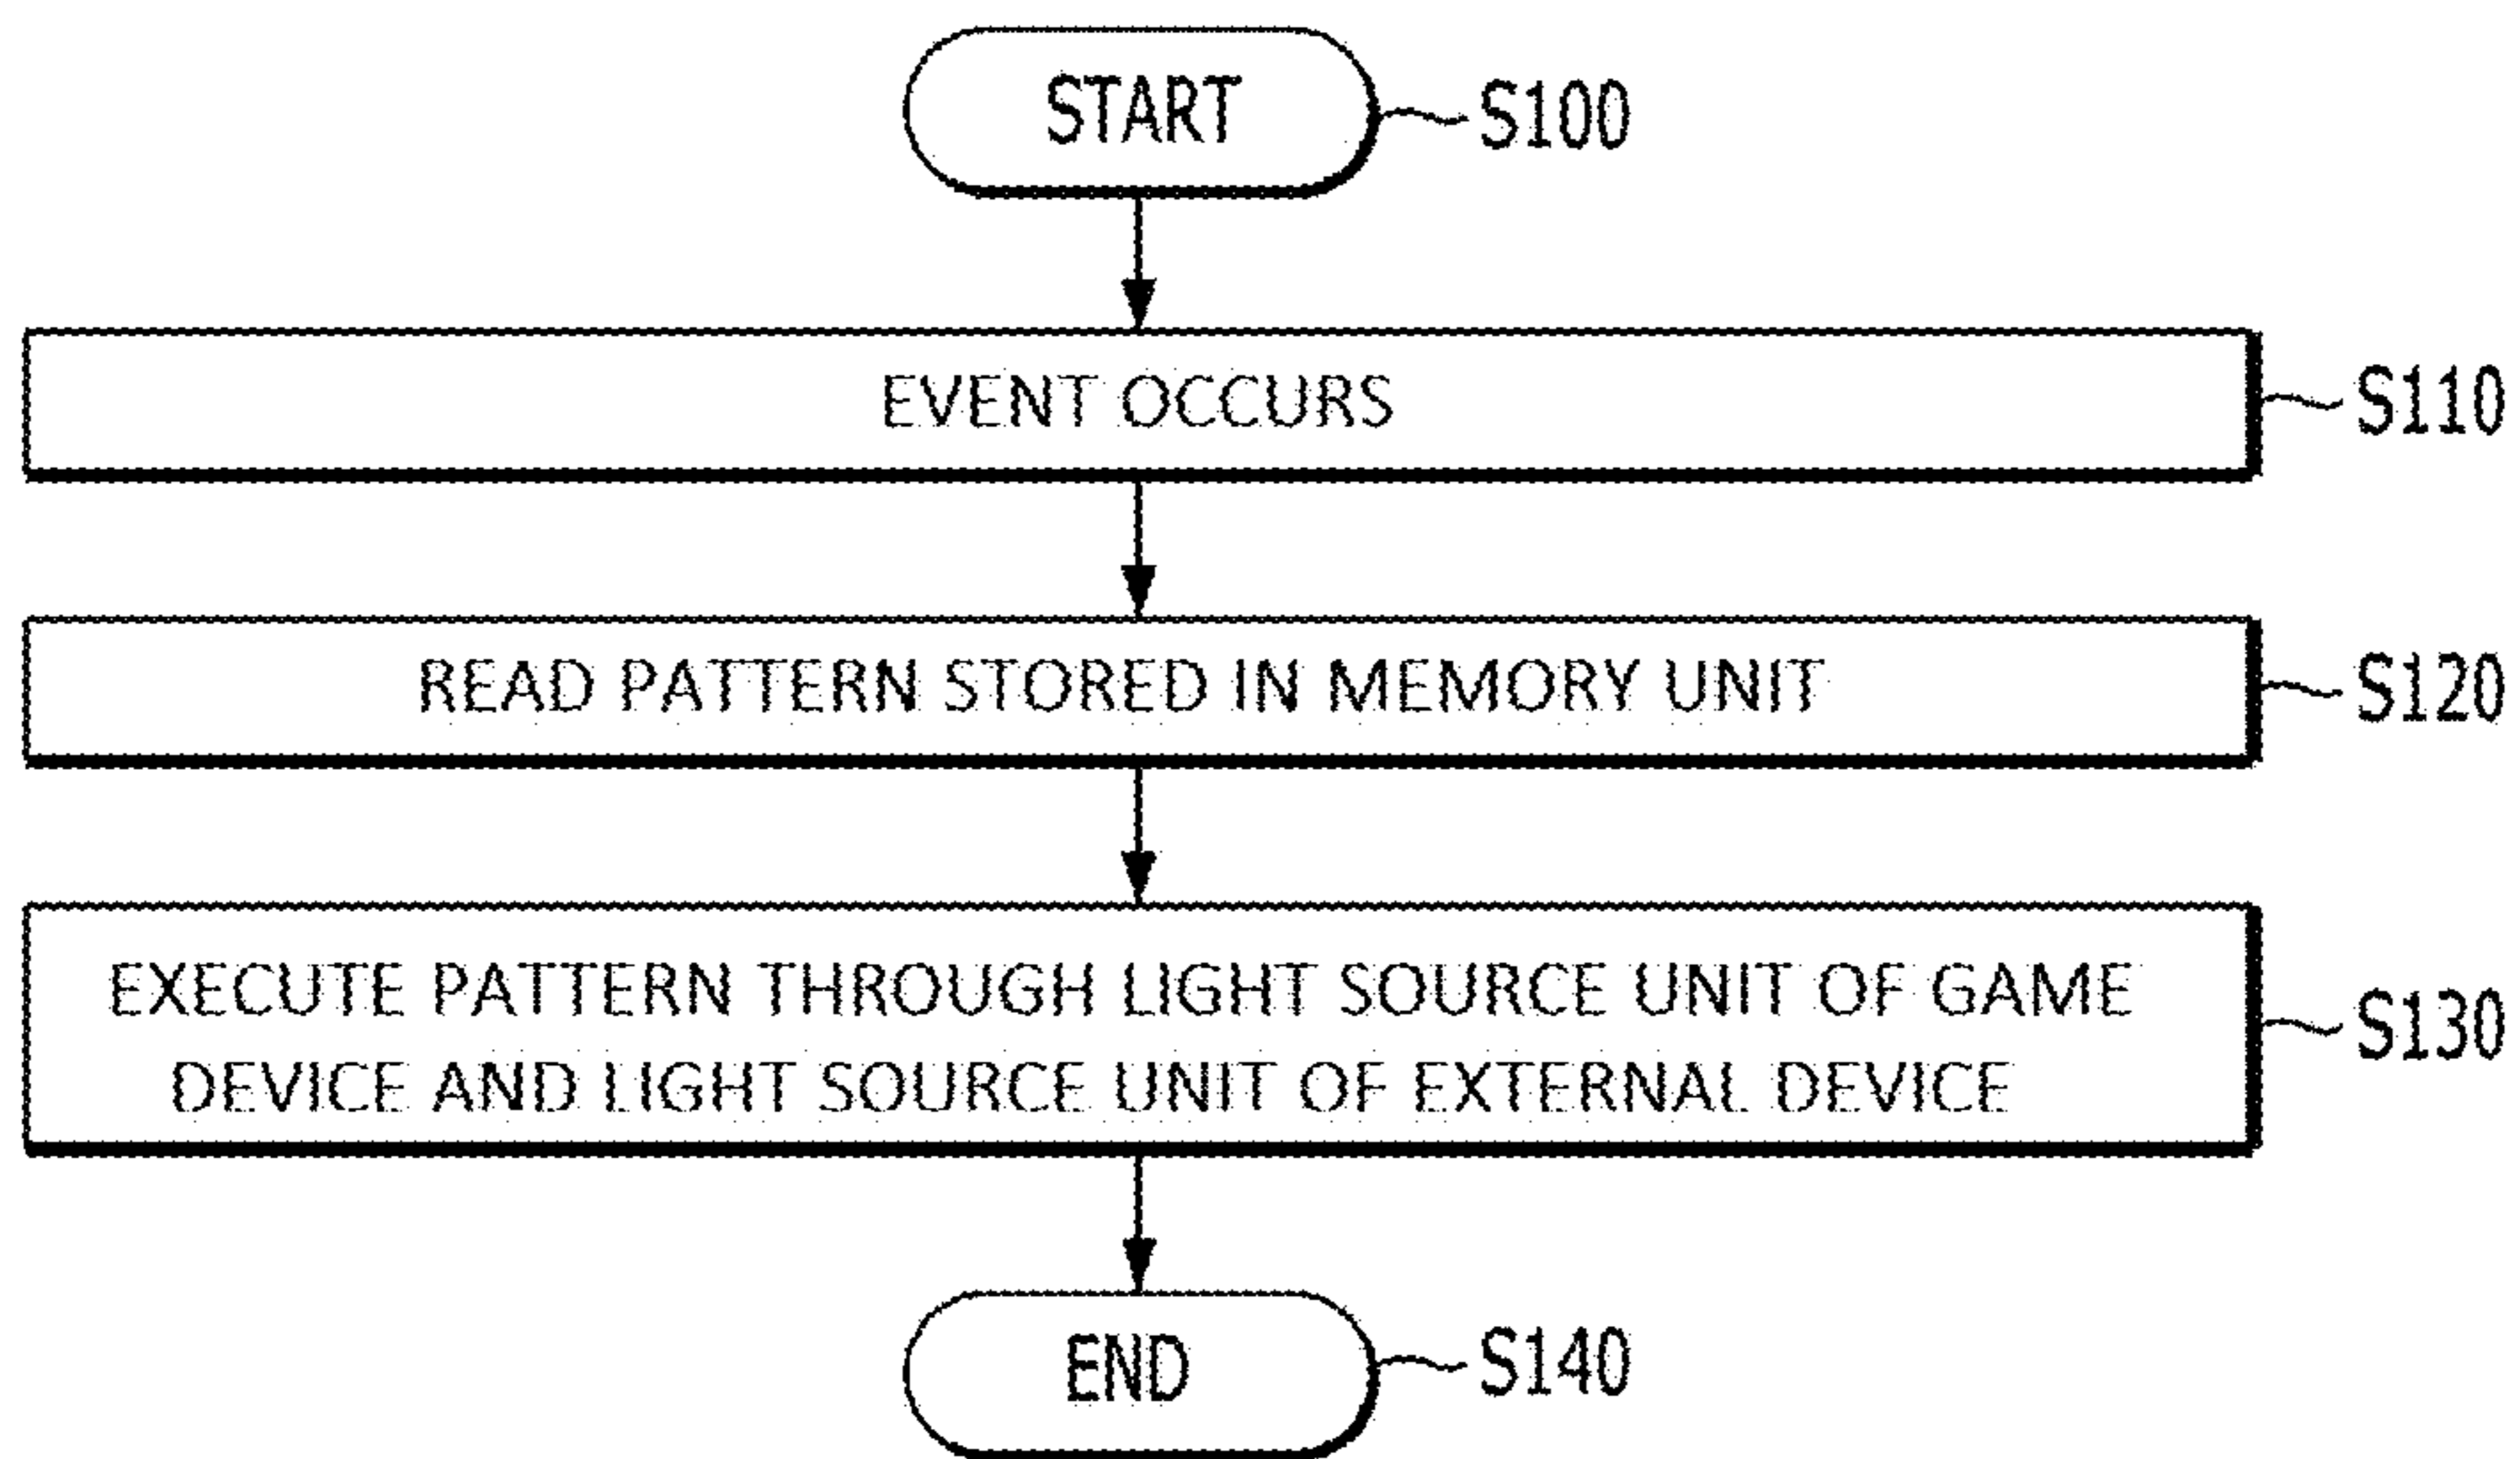 START
S100
EVENT OCCURS
S110
READ PATTERN STORED IN MEMORY UNIT
S120
EXECUTE PATTERN THROUGH LIGHT SOURCE UNIT OF GAME
DEVICE AND LIGHT SOURCE UNIT OF EXTERNAL DEVICE
S130
END
S140